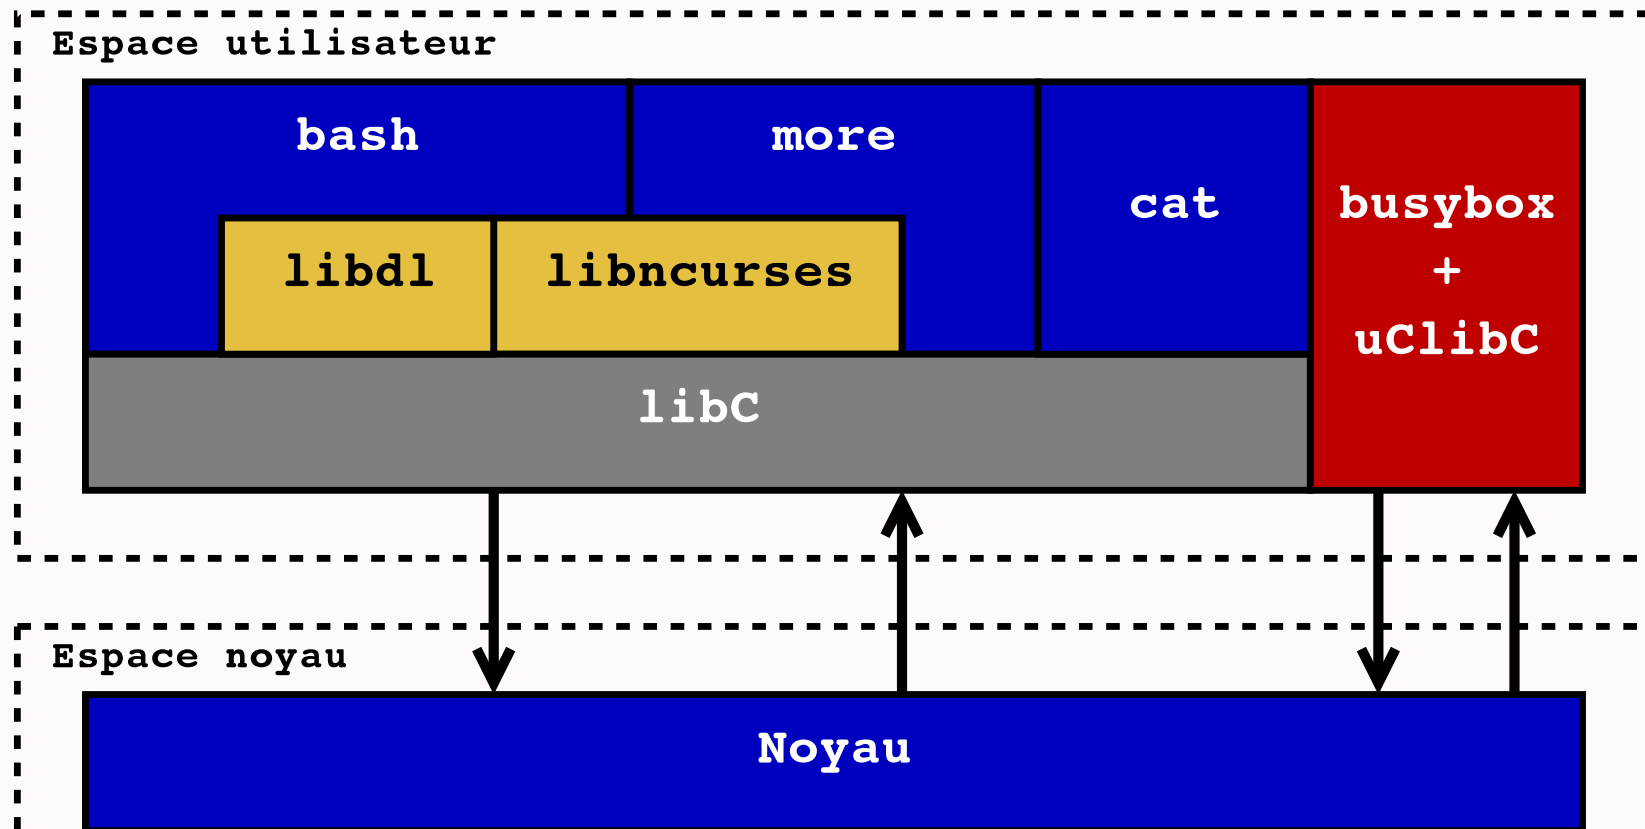 Espace utilisateur
bash
more
cat
busybox
+
uClibC
libdl
libncurses
libC
Espace noyau
Noyau